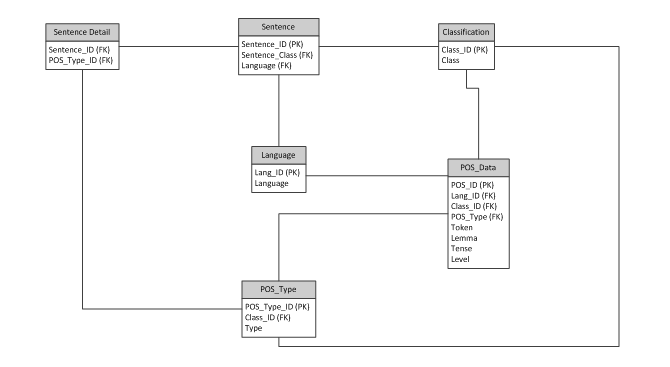 Sentence Detail
Sentence_ID (FK)
POS_Type_ID (FK)
Sentence
Sentence_ID (PK)
Sentence_Class (FK)
Language (FK)
Classification
Class_ID (PK)
Class
Language
Lang_ID (PK)
Language
POS_Data
POS_ID (PK)
Lang_ID (FK)
Class_ID (FK)
POS_Type (FK)
Token
Lemma
Tense
Level
POS_Type
POS_Type_ID (PK)
Class_ID (FK)
Type